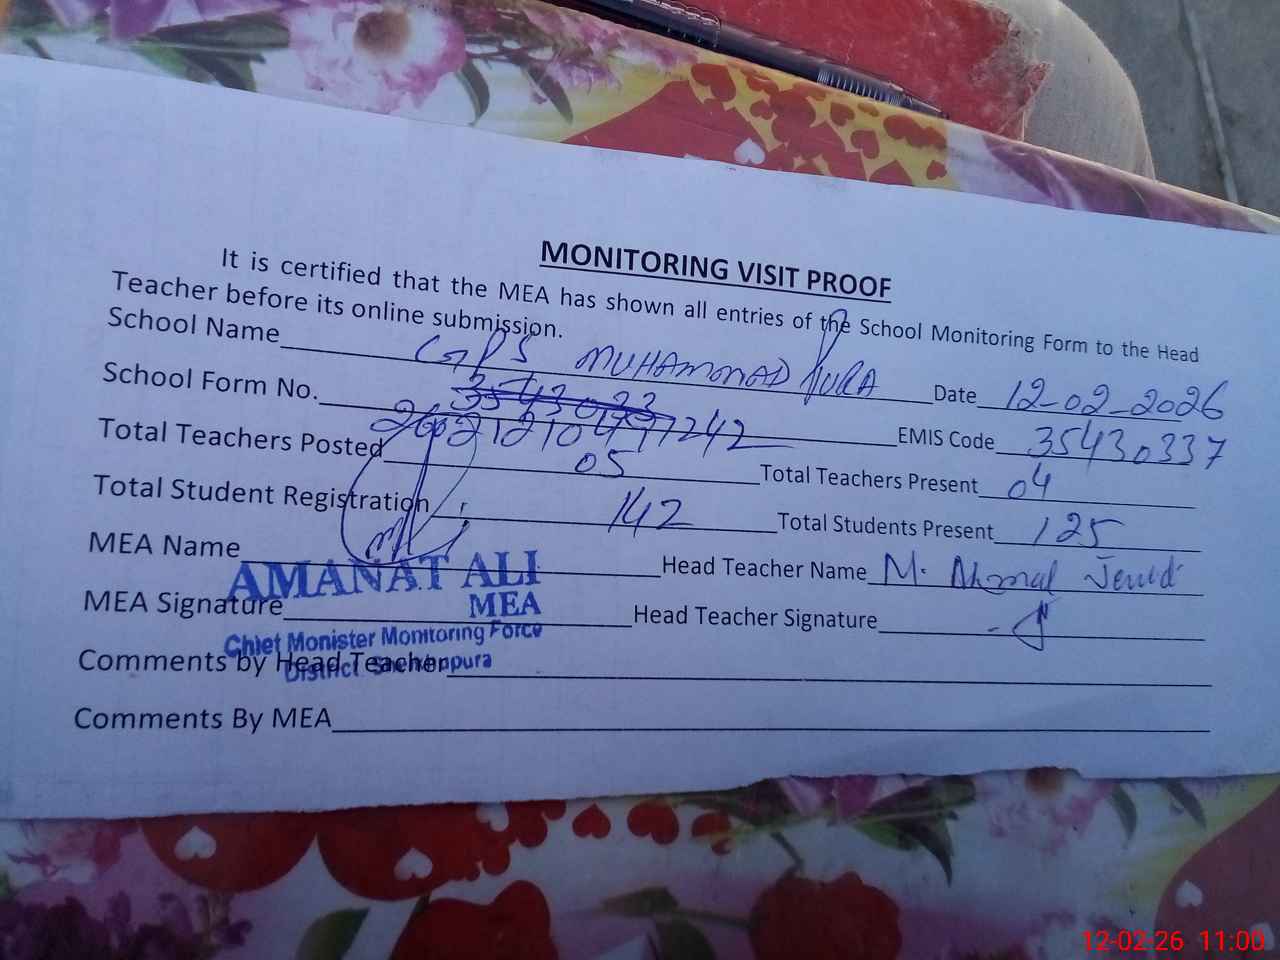 MONITORING VISIT PROOF
It is certified that the MEA has shown all entries of the School Monitoring Form to the Head
Teacher before its online submission.
School Name GPS MUHAMMAD PURA Date 12-02-2026
School Form No. EMIS Code 35430337
Total Teachers Posted 05 Total Teachers Present 04
Total Student Registration 142 Total Students Present 125
MEA Name Head Teacher Name M.
AMANAT ALI
MEA Signature MEA Head Teacher Signature
Chief Monister Monitoring Force
Comments by Head Teacher
District Sheikhupura
Comments By MEA
12-02-26 11:00